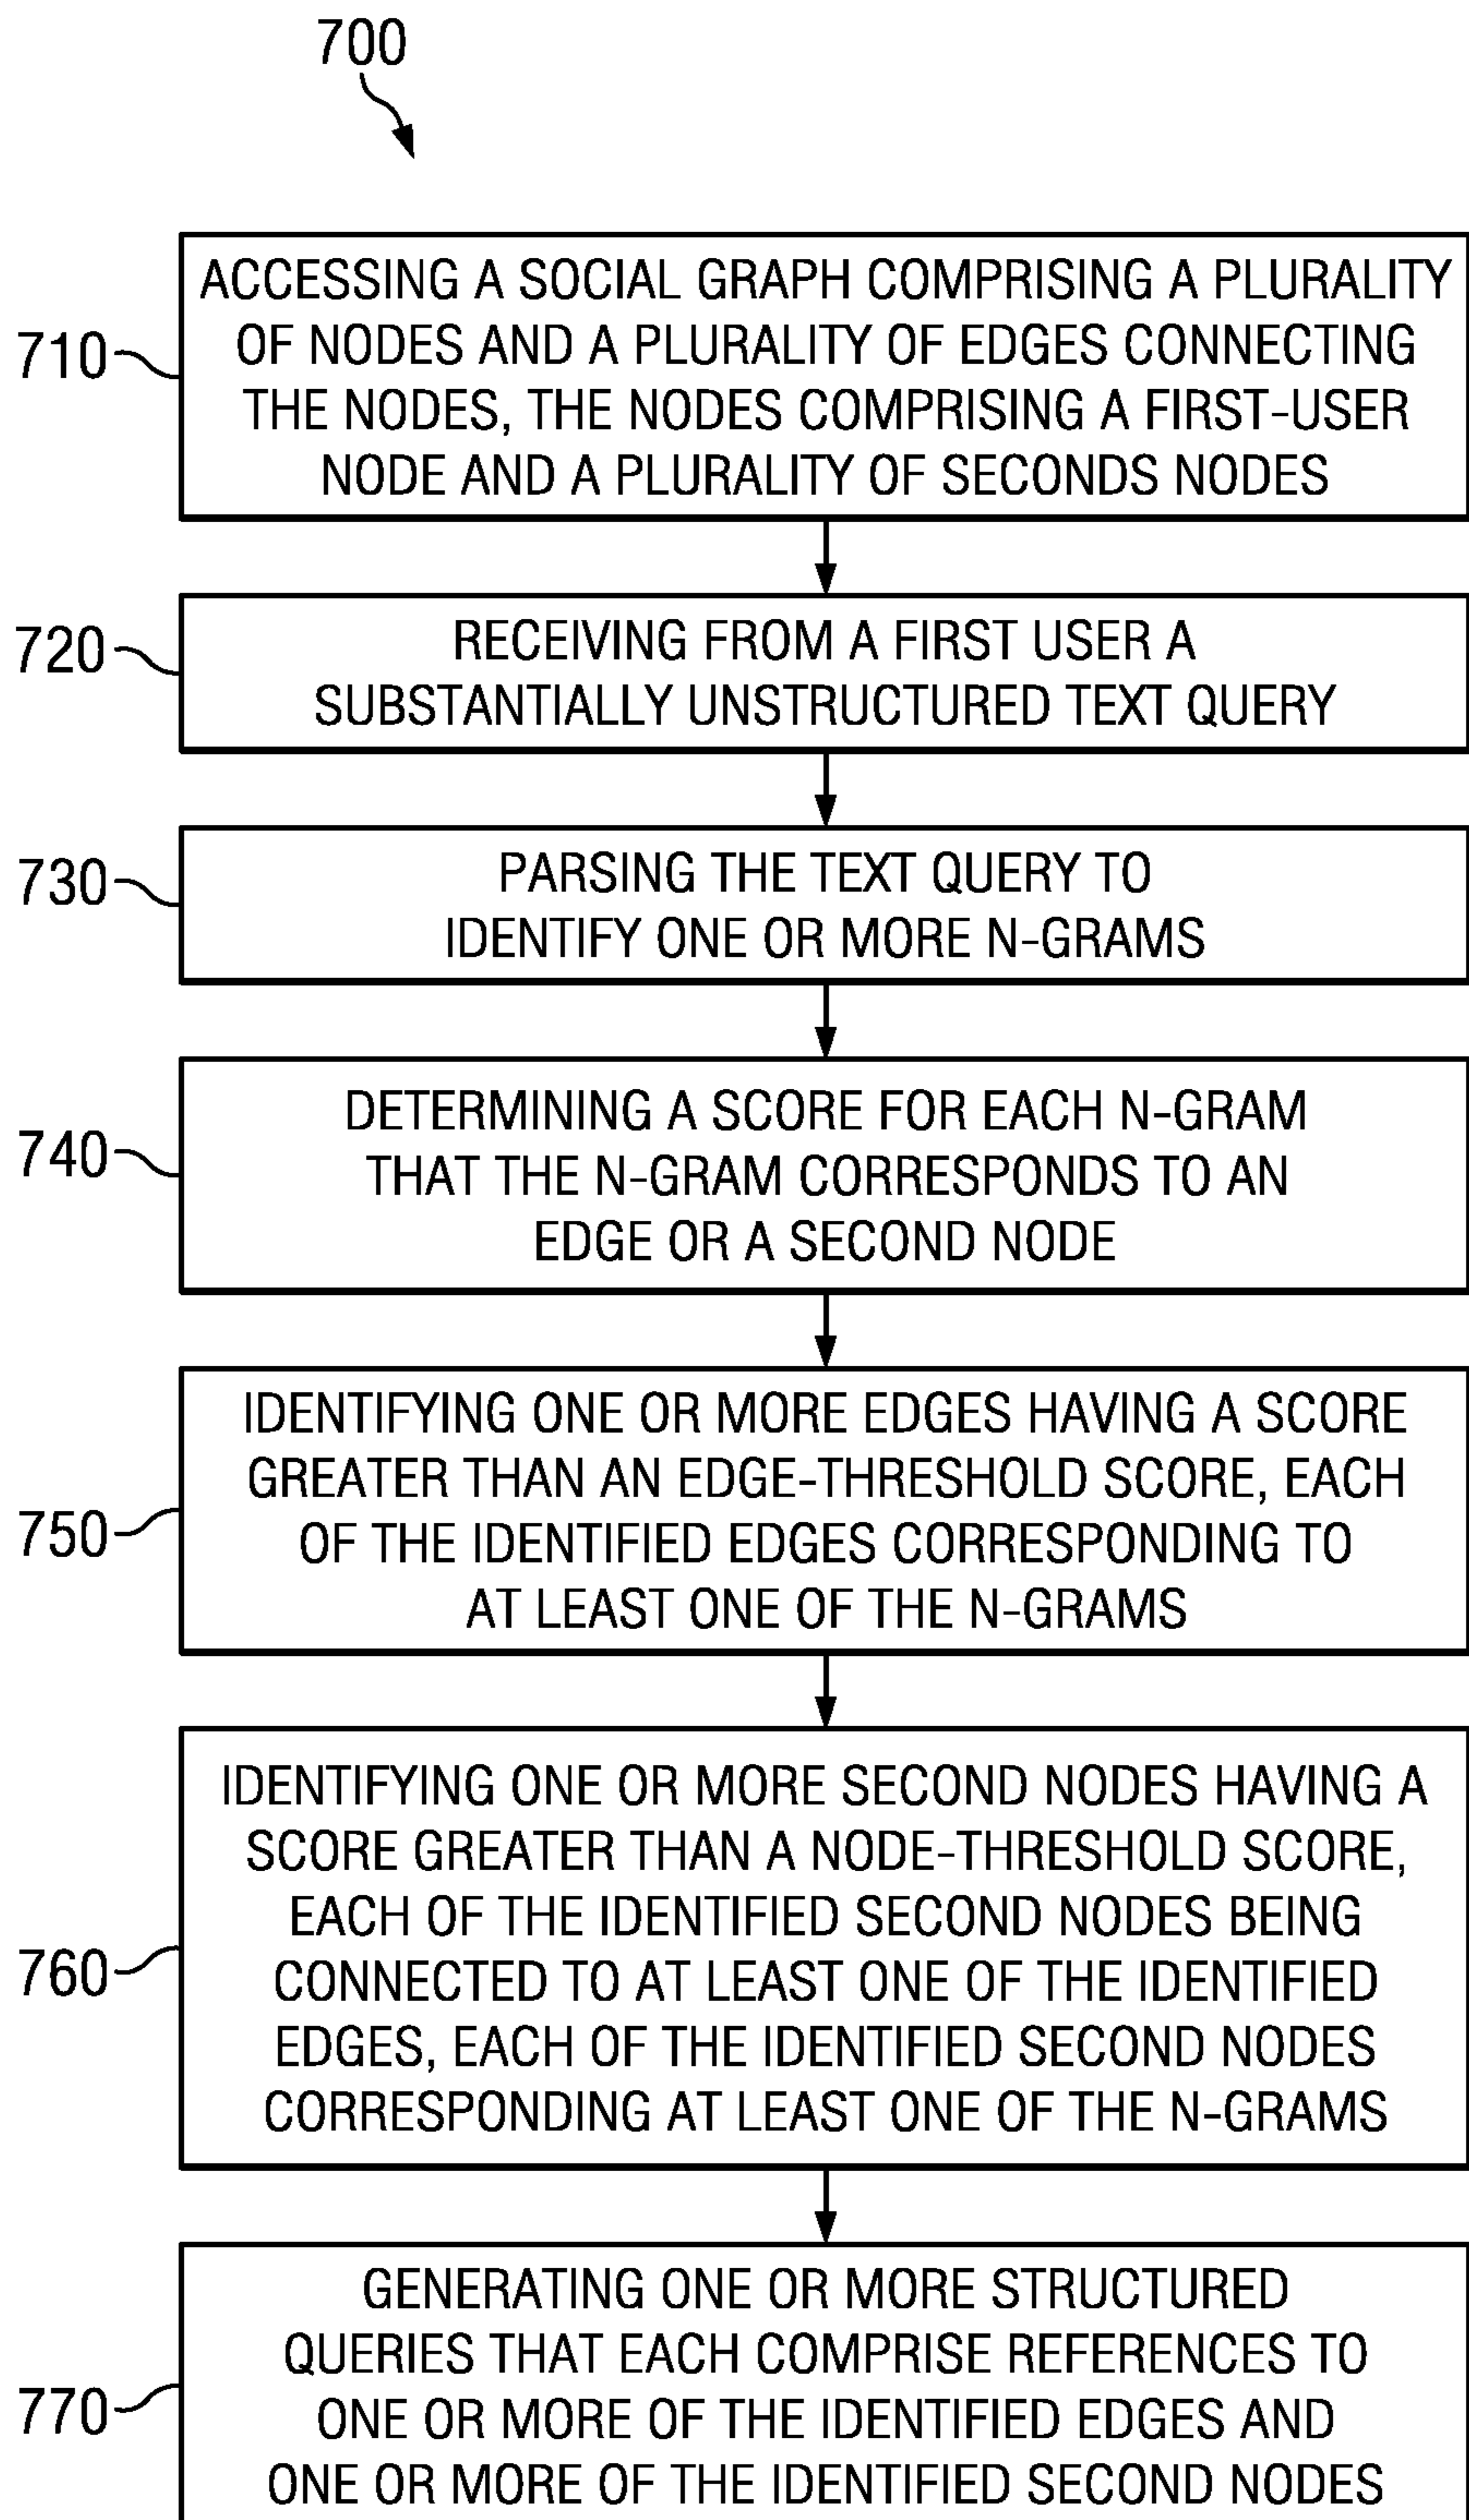 700
710
ACCESSING A SOCIAL GRAPH COMPRISING A PLURALITY
OF NODES AND A PLURALITY OF EDGES CONNECTING
THE NODES, THE NODES COMPRISING A FIRST-USER
NODE AND A PLURALITY OF SECONDS NODES
720
RECEIVING FROM A FIRST USER A
SUBSTANTIALLY UNSTRUCTURED TEXT QUERY
730
PARSING THE TEXT QUERY TO
IDENTIFY ONE OR MORE N-GRAMS
740
DETERMINING A SCORE FOR EACH N-GRAM
THAT THE N-GRAM CORRESPONDS TO AN
EDGE OR A SECOND NODE
750
IDENTIFYING ONE OR MORE EDGES HAVING A SCORE
GREATER THAN AN EDGE-THRESHOLD SCORE, EACH
OF THE IDENTIFIED EDGES CORRESPONDING TO
AT LEAST ONE OF THE N-GRAMS
760
IDENTIFYING ONE OR MORE SECOND NODES HAVING A
SCORE GREATER THAN A NODE-THRESHOLD SCORE,
EACH OF THE IDENTIFIED SECOND NODES BEING
CONNECTED TO AT LEAST ONE OF THE IDENTIFIED
EDGES, EACH OF THE IDENTIFIED SECOND NODES
CORRESPONDING AT LEAST ONE OF THE N-GRAMS
770
GENERATING ONE OR MORE STRUCTURED
QUERIES THAT EACH COMPRISE REFERENCES TO
ONE OR MORE OF THE IDENTIFIED EDGES AND
ONE OR MORE OF THE IDENTIFIED SECOND NODES